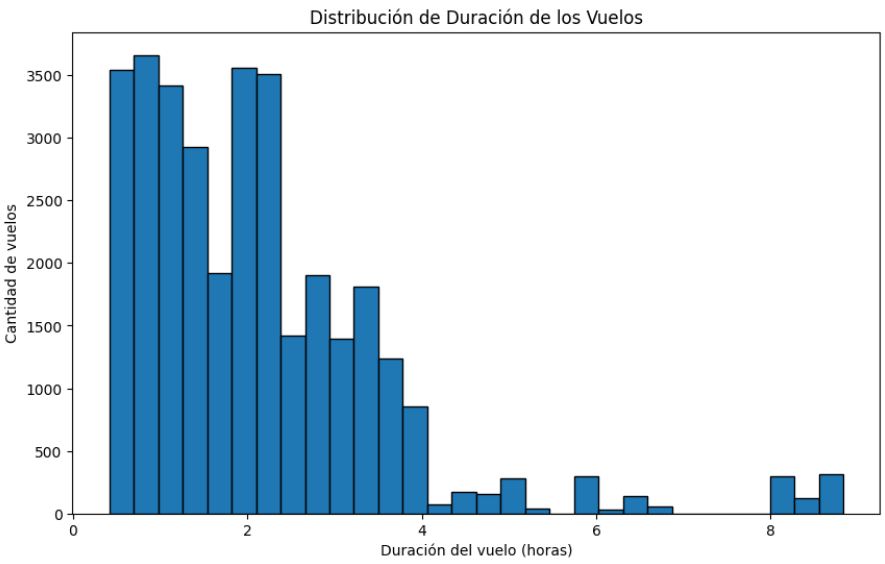 Distribución de Duración de los Vuelos
Cantidad de vuelos
3500
3000
2500
2000
1500
1000
500
0
0 2 4 6 8
Duración del vuelo (horas)